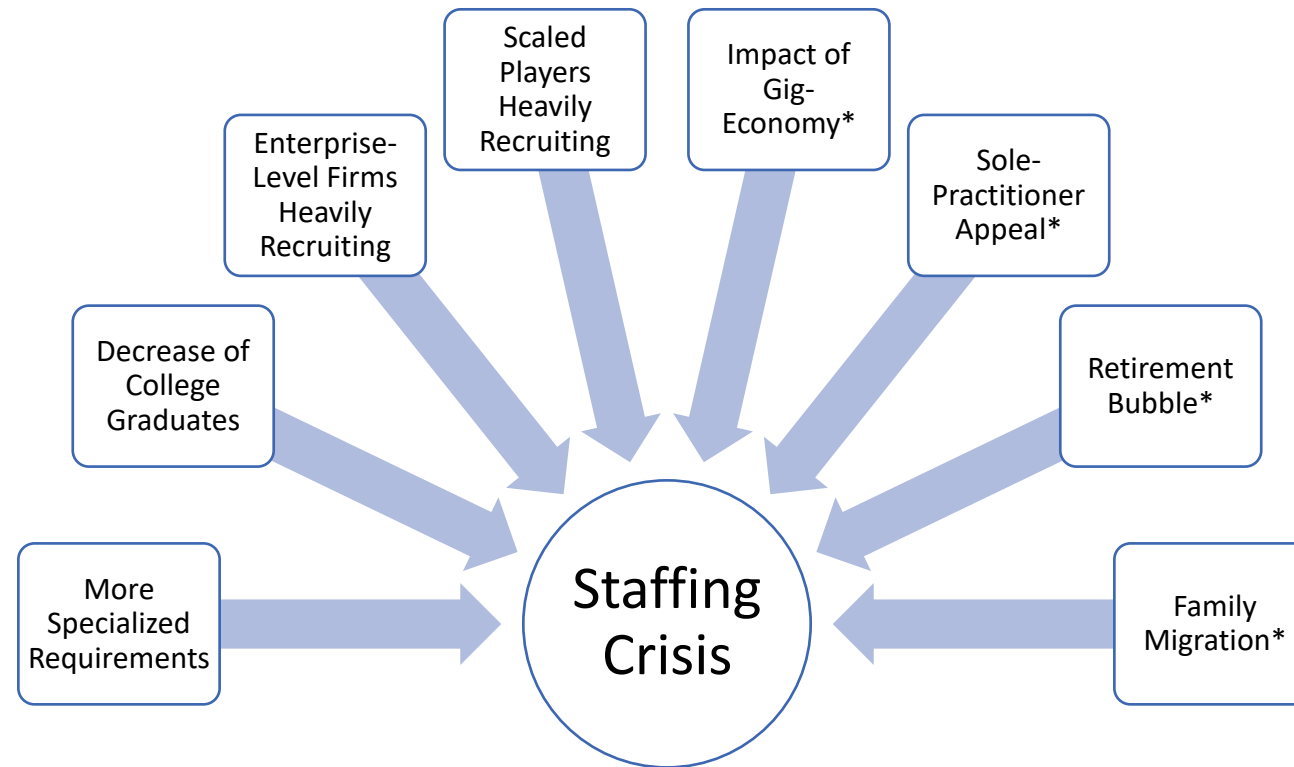 More
Specialized
Requirements
Decrease of
College
Graduates
Enterprise-
Level Firms
Heavily
Recruiting
Scaled
Players
Heavily
Recruiting
Impact of
Gig-
Economy*
Sole-
Practitioner
Appeal*
Retirement
Bubble*
Family
Migration*
Staffing
Crisis